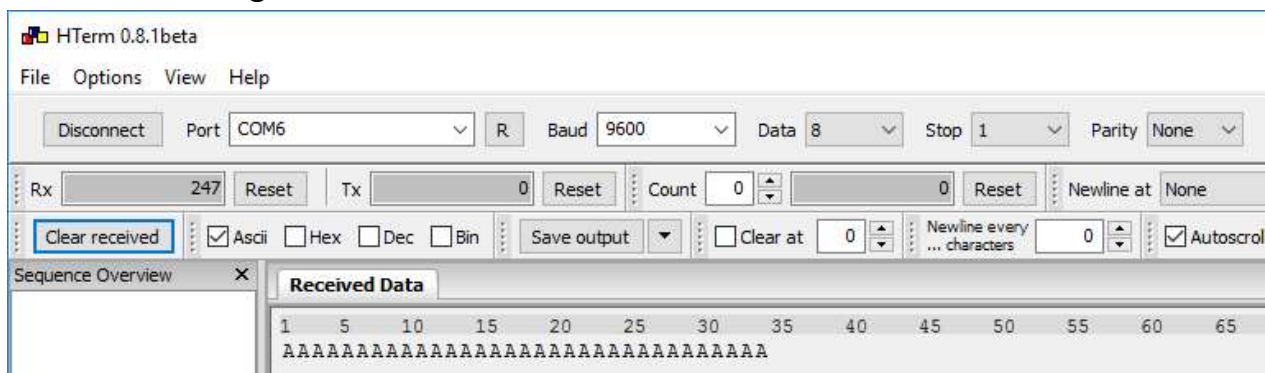 HTerm 0.8.1beta
File Options View Help
Disconnect Port COM6 R Baud 9600 Data 8 Stop 1 Parity None
Rx 247 Reset Tx 0 Reset Count 0 0 Reset Newline at None
Clear received Ascii Hex Dec Bin Save output Clear at 0 Newline every ... characters 0 Autoscrol
Sequence Overview X Received Data
1 5 10 15 20 25 30 35 40 45 50 55 60 65
AAAAAAAAAAAAAAAAAAAAAAAAAAAAAAAAA